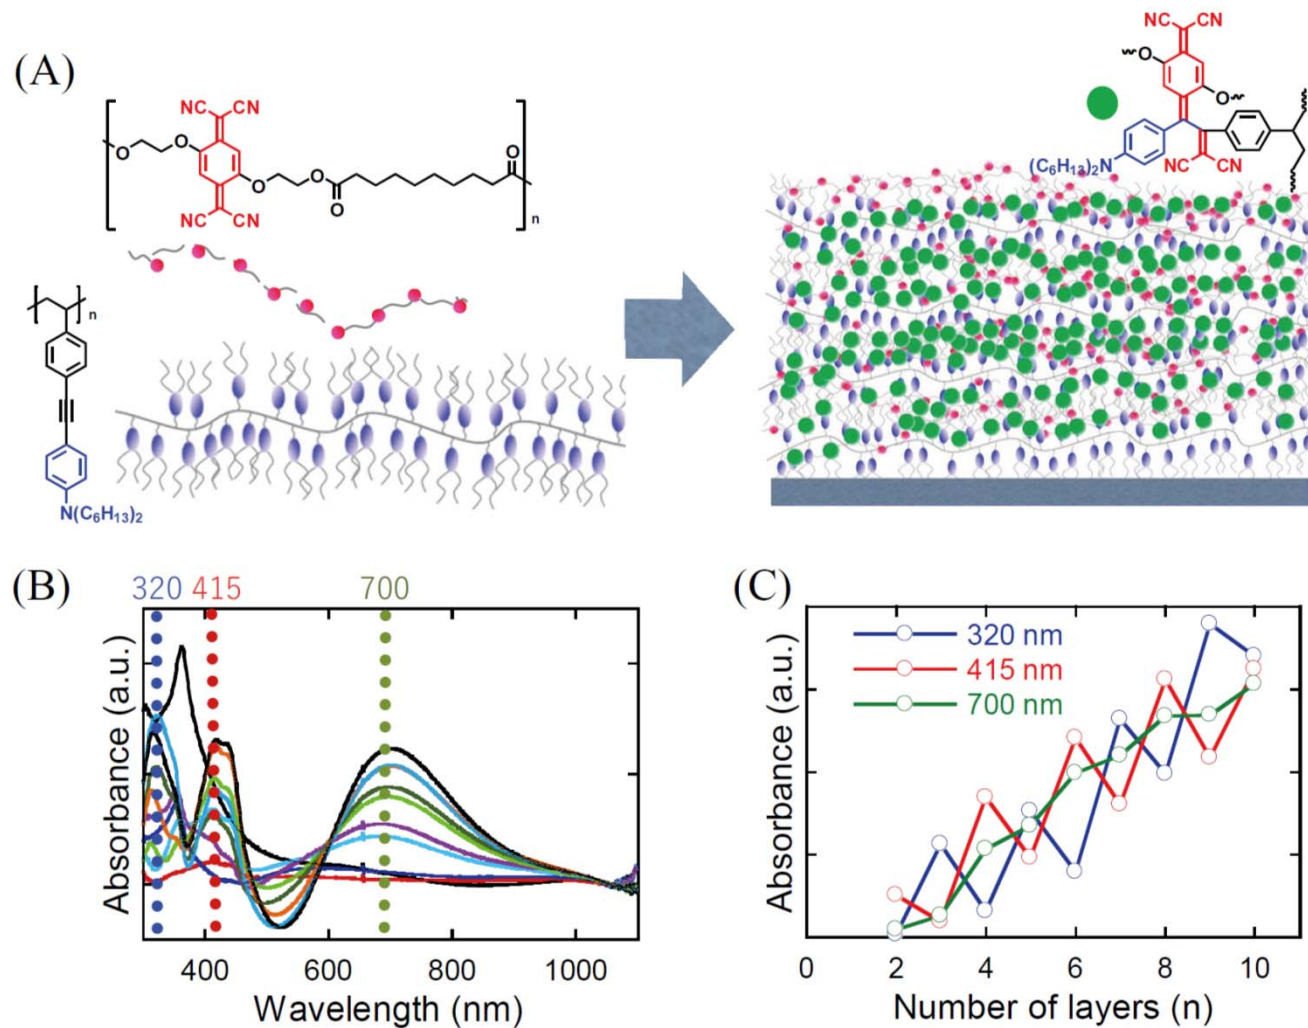 (A)
NC CN
O
O
O
O
O
O
NC CN
n
n
N(C₆H₁₃)₂
NC CN
O
O
(C₆H₁₃)₂N
NC CN
(B)
320 415 700
Absorbance (a.u.)
400 600 800 1000
Wavelength (nm)
(C)
320 nm
415 nm
700 nm
Absorbance (a.u.)
0 2 4 6 8 10
Number of layers (n)